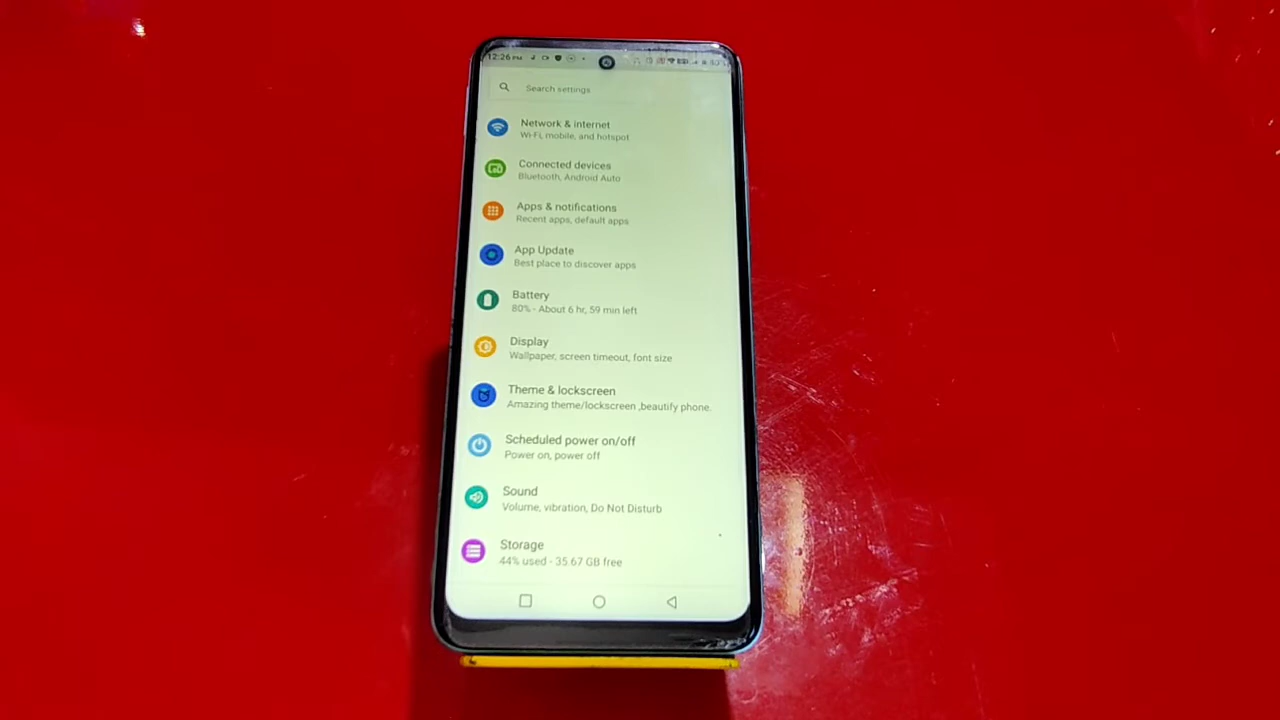 12:26 PM
Search settings
Network & internet
Wi-Fi, mobile, and hotspot
Connected devices
Bluetooth, Android Auto
Apps & notifications
Recent apps, default apps
App Update
Best place to discover apps
Battery
80% - About 6 hr, 59 min left
Display
Wallpaper, screen timeout, font size
Theme & lockscreen
Amazing theme/lockscreen ,beautify phone.
Scheduled power on/off
Power on, power off
Sound
Volume, vibration, Do Not Disturb
Storage
44% used - 35.67 GB free